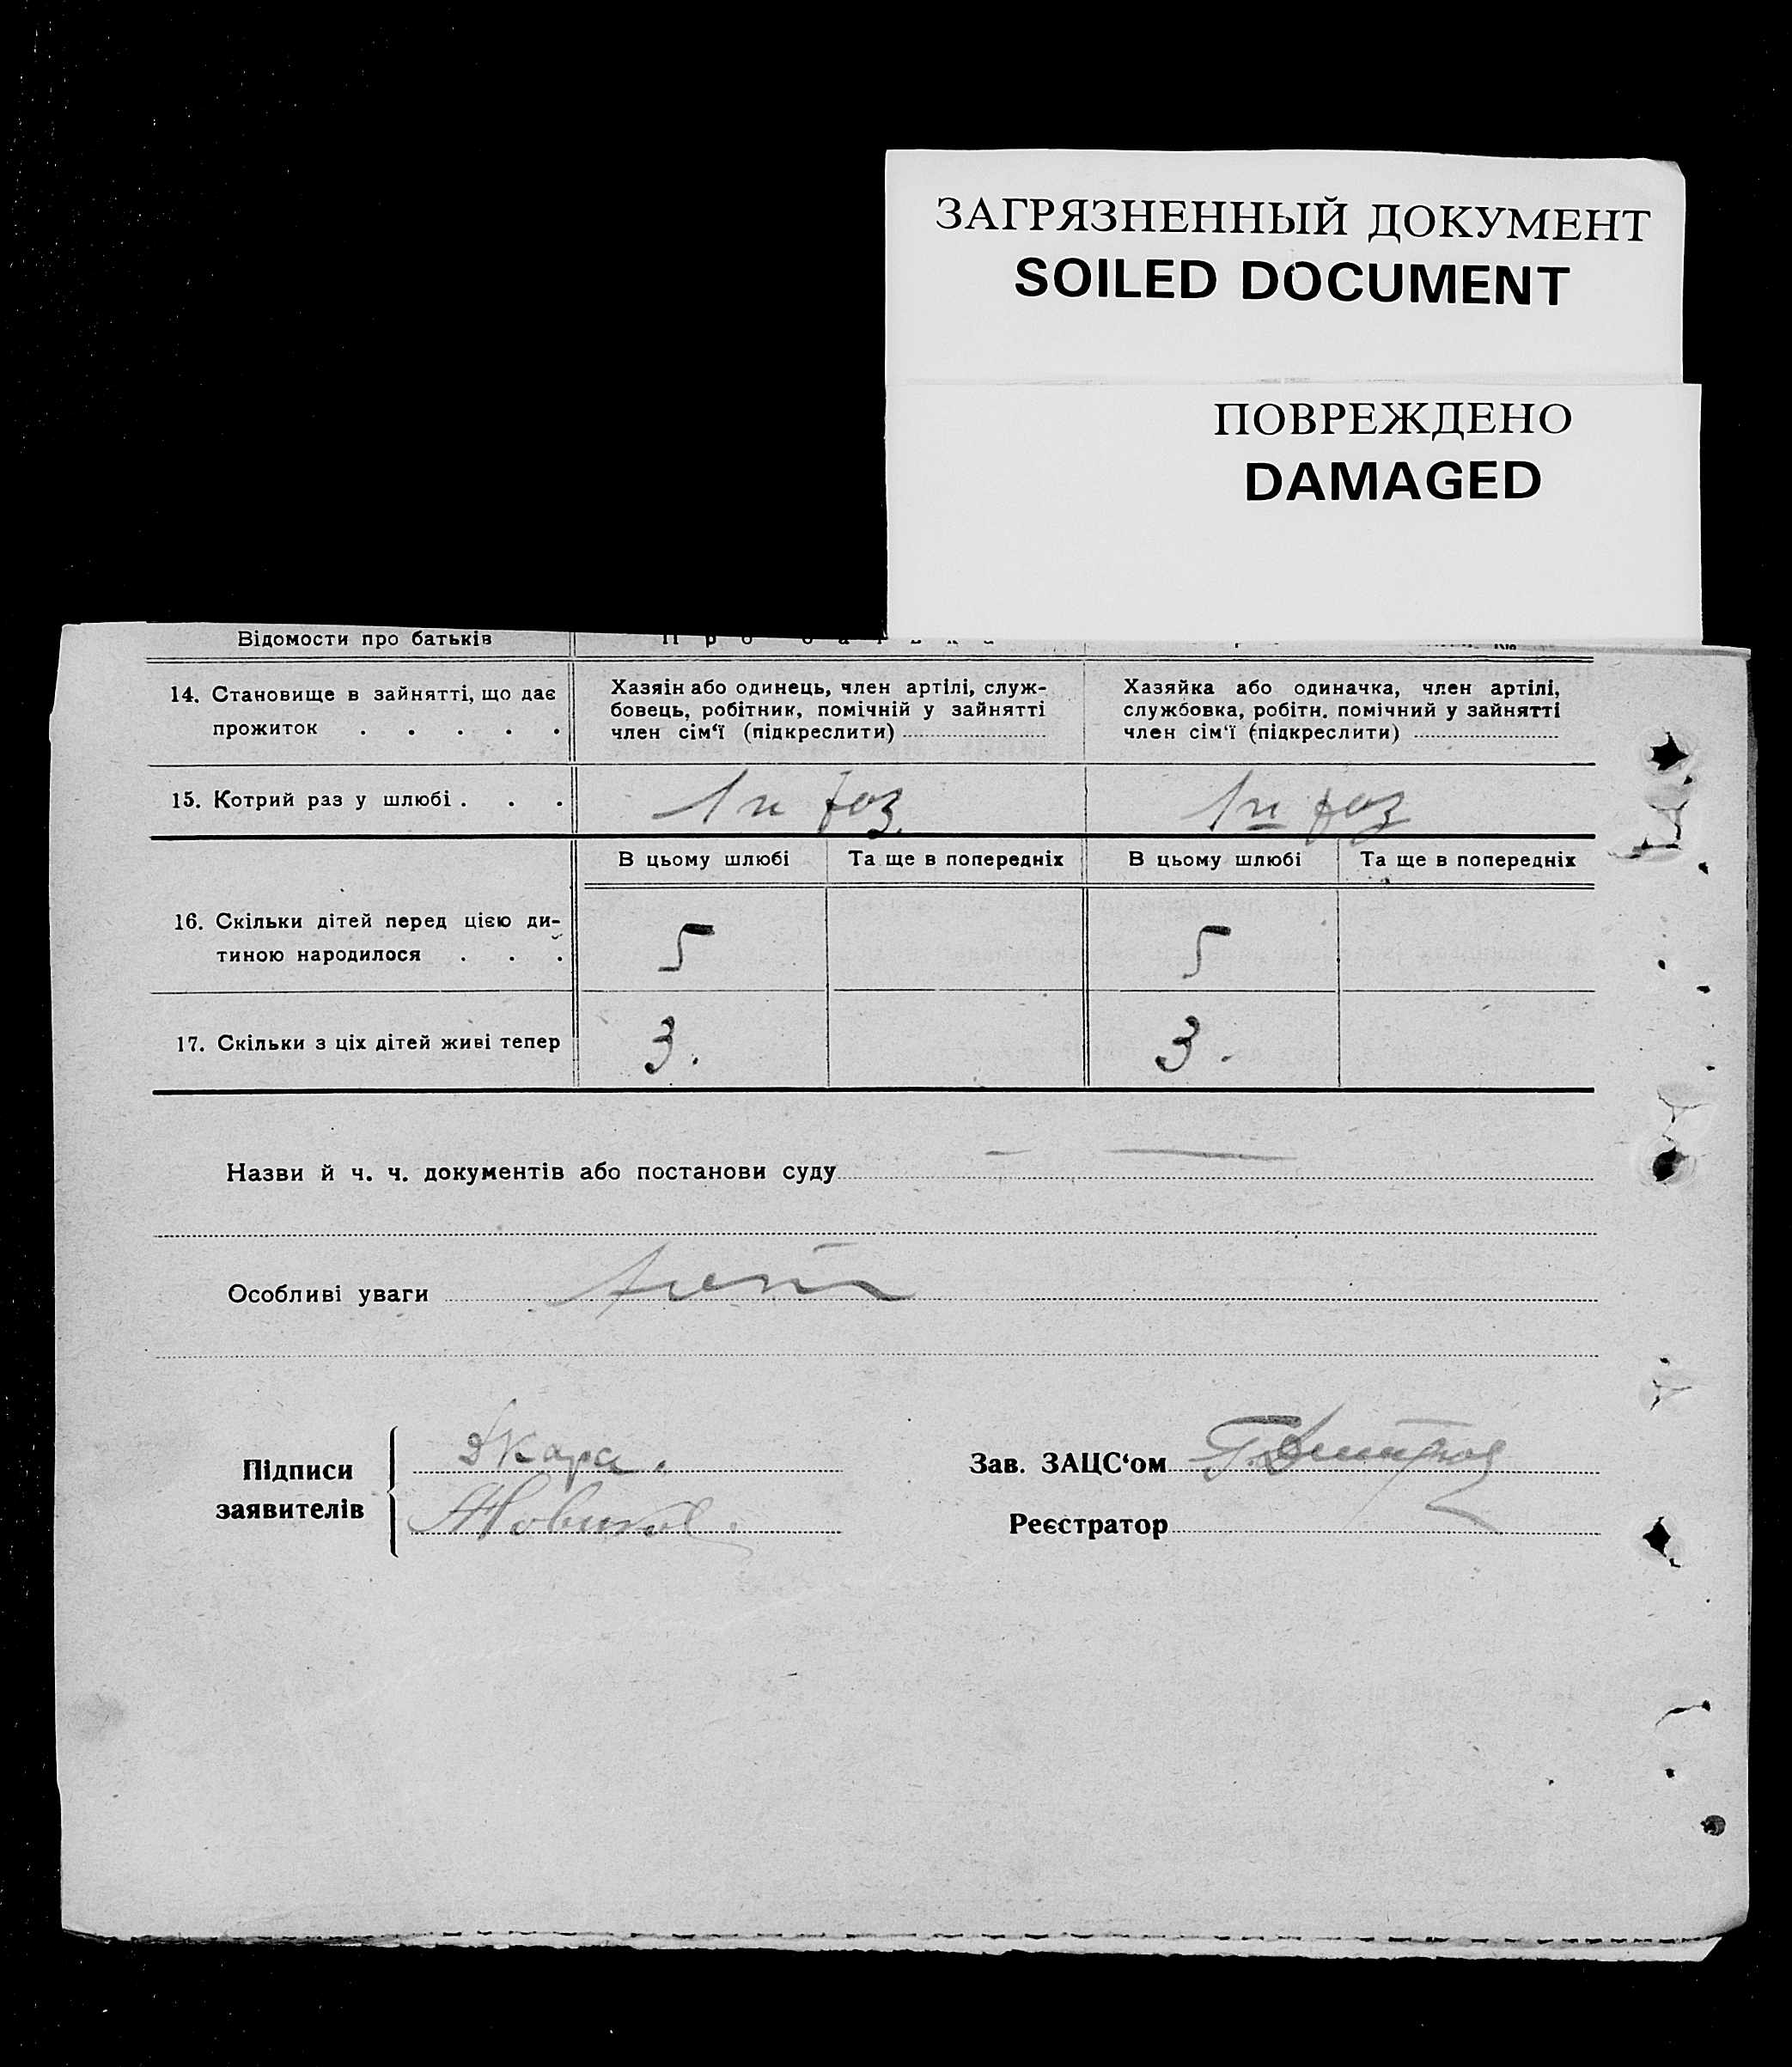 ЗАГРЯЗНЕННЫЙ ДОКУМЕНТ
SOILED DOCUMENT
ПОВРЕЖДЕНО
DAMAGED
Відомости про батьків
14. Становище в зайнятті, що дає
прожиток . . . . .
Хазяін або одинець, член артілі, служ-
бовець, робітник, помічній у зайнятті
член сім‘ї (підкреслити)
Хазяйка або одиначка, член артілі,
службовка, робітн. помічний у зайнятті
член сім‘ї (підкреслити)
15. Котрий раз у шлюбі . . . 1й раз 1й раз
В цьому шлюбі Та ще в попередніх В цьому шлюбі Та ще в попередніх
16. Скільки дітей перед цією ди-
тиною народилося . . . 5 5
17. Скільки з ціх дітей живі тепер 3. 3.
Назви й ч. ч. документів або постанови суду
Особливі уваги
Підписи
заявителів
Зав. ЗАЦС‘ом
Реєстратор